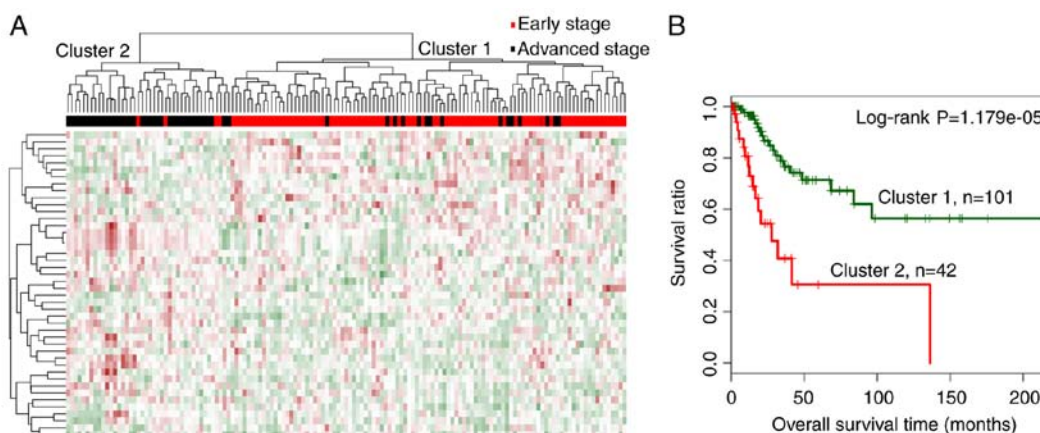 A
Early stage
Advanced stage
Cluster 2
Cluster 1
B
1.0
0.8
0.6
0.4
0.2
0.0
Survival ratio
Log-rank P=1.179e-05
Cluster 1, n=101
Cluster 2, n=42
0 50 100 150 200
Overall survival time (months)